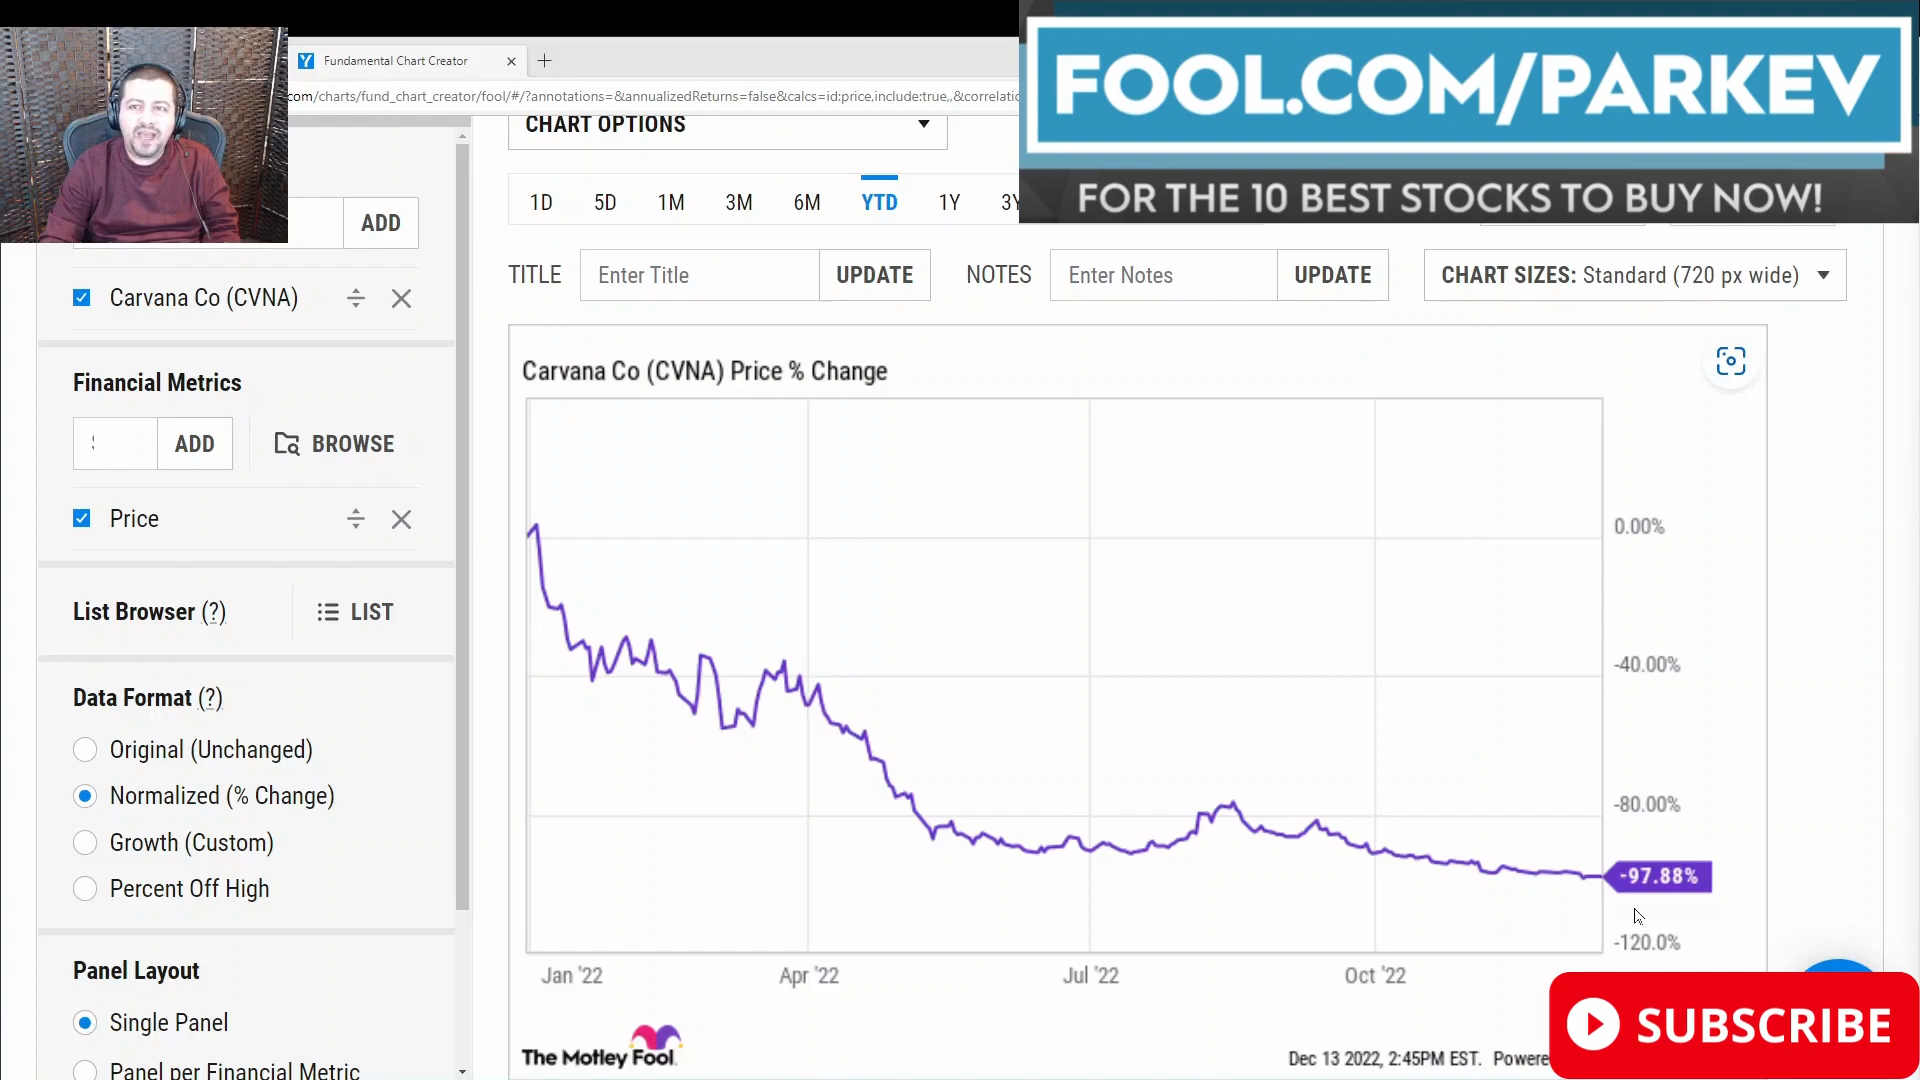 FOOL.COM/PARKEV
FOR THE 10 BEST STOCKS TO BUY NOW!
Fundamental Chart Creator
com/charts/fund_chart_creator/fool/#/?annotations=&annualizedReturns=false&calcs=id:price,include:true,,&correlatio
CHART OPTIONS
1D 5D 1M 3M 6M YTD 1Y 3Y
ADD
TITLE Enter Title UPDATE NOTES Enter Notes UPDATE CHART SIZES: Standard (720 px wide)
Carvana Co (CVNA)
Financial Metrics
ADD BROWSE
Price
List Browser (?) LIST
Data Format (?)
Original (Unchanged)
Normalized (% Change)
Growth (Custom)
Percent Off High
Panel Layout
Single Panel
Panel per Financial Metric
Carvana Co (CVNA) Price % Change
0.00%
-40.00%
-80.00%
-97.88%
-120.0%
Jan '22 Apr '22 Jul '22 Oct '22
The Motley Fool.
Dec 13 2022, 2:45PM EST. Powere
SUBSCRIBE